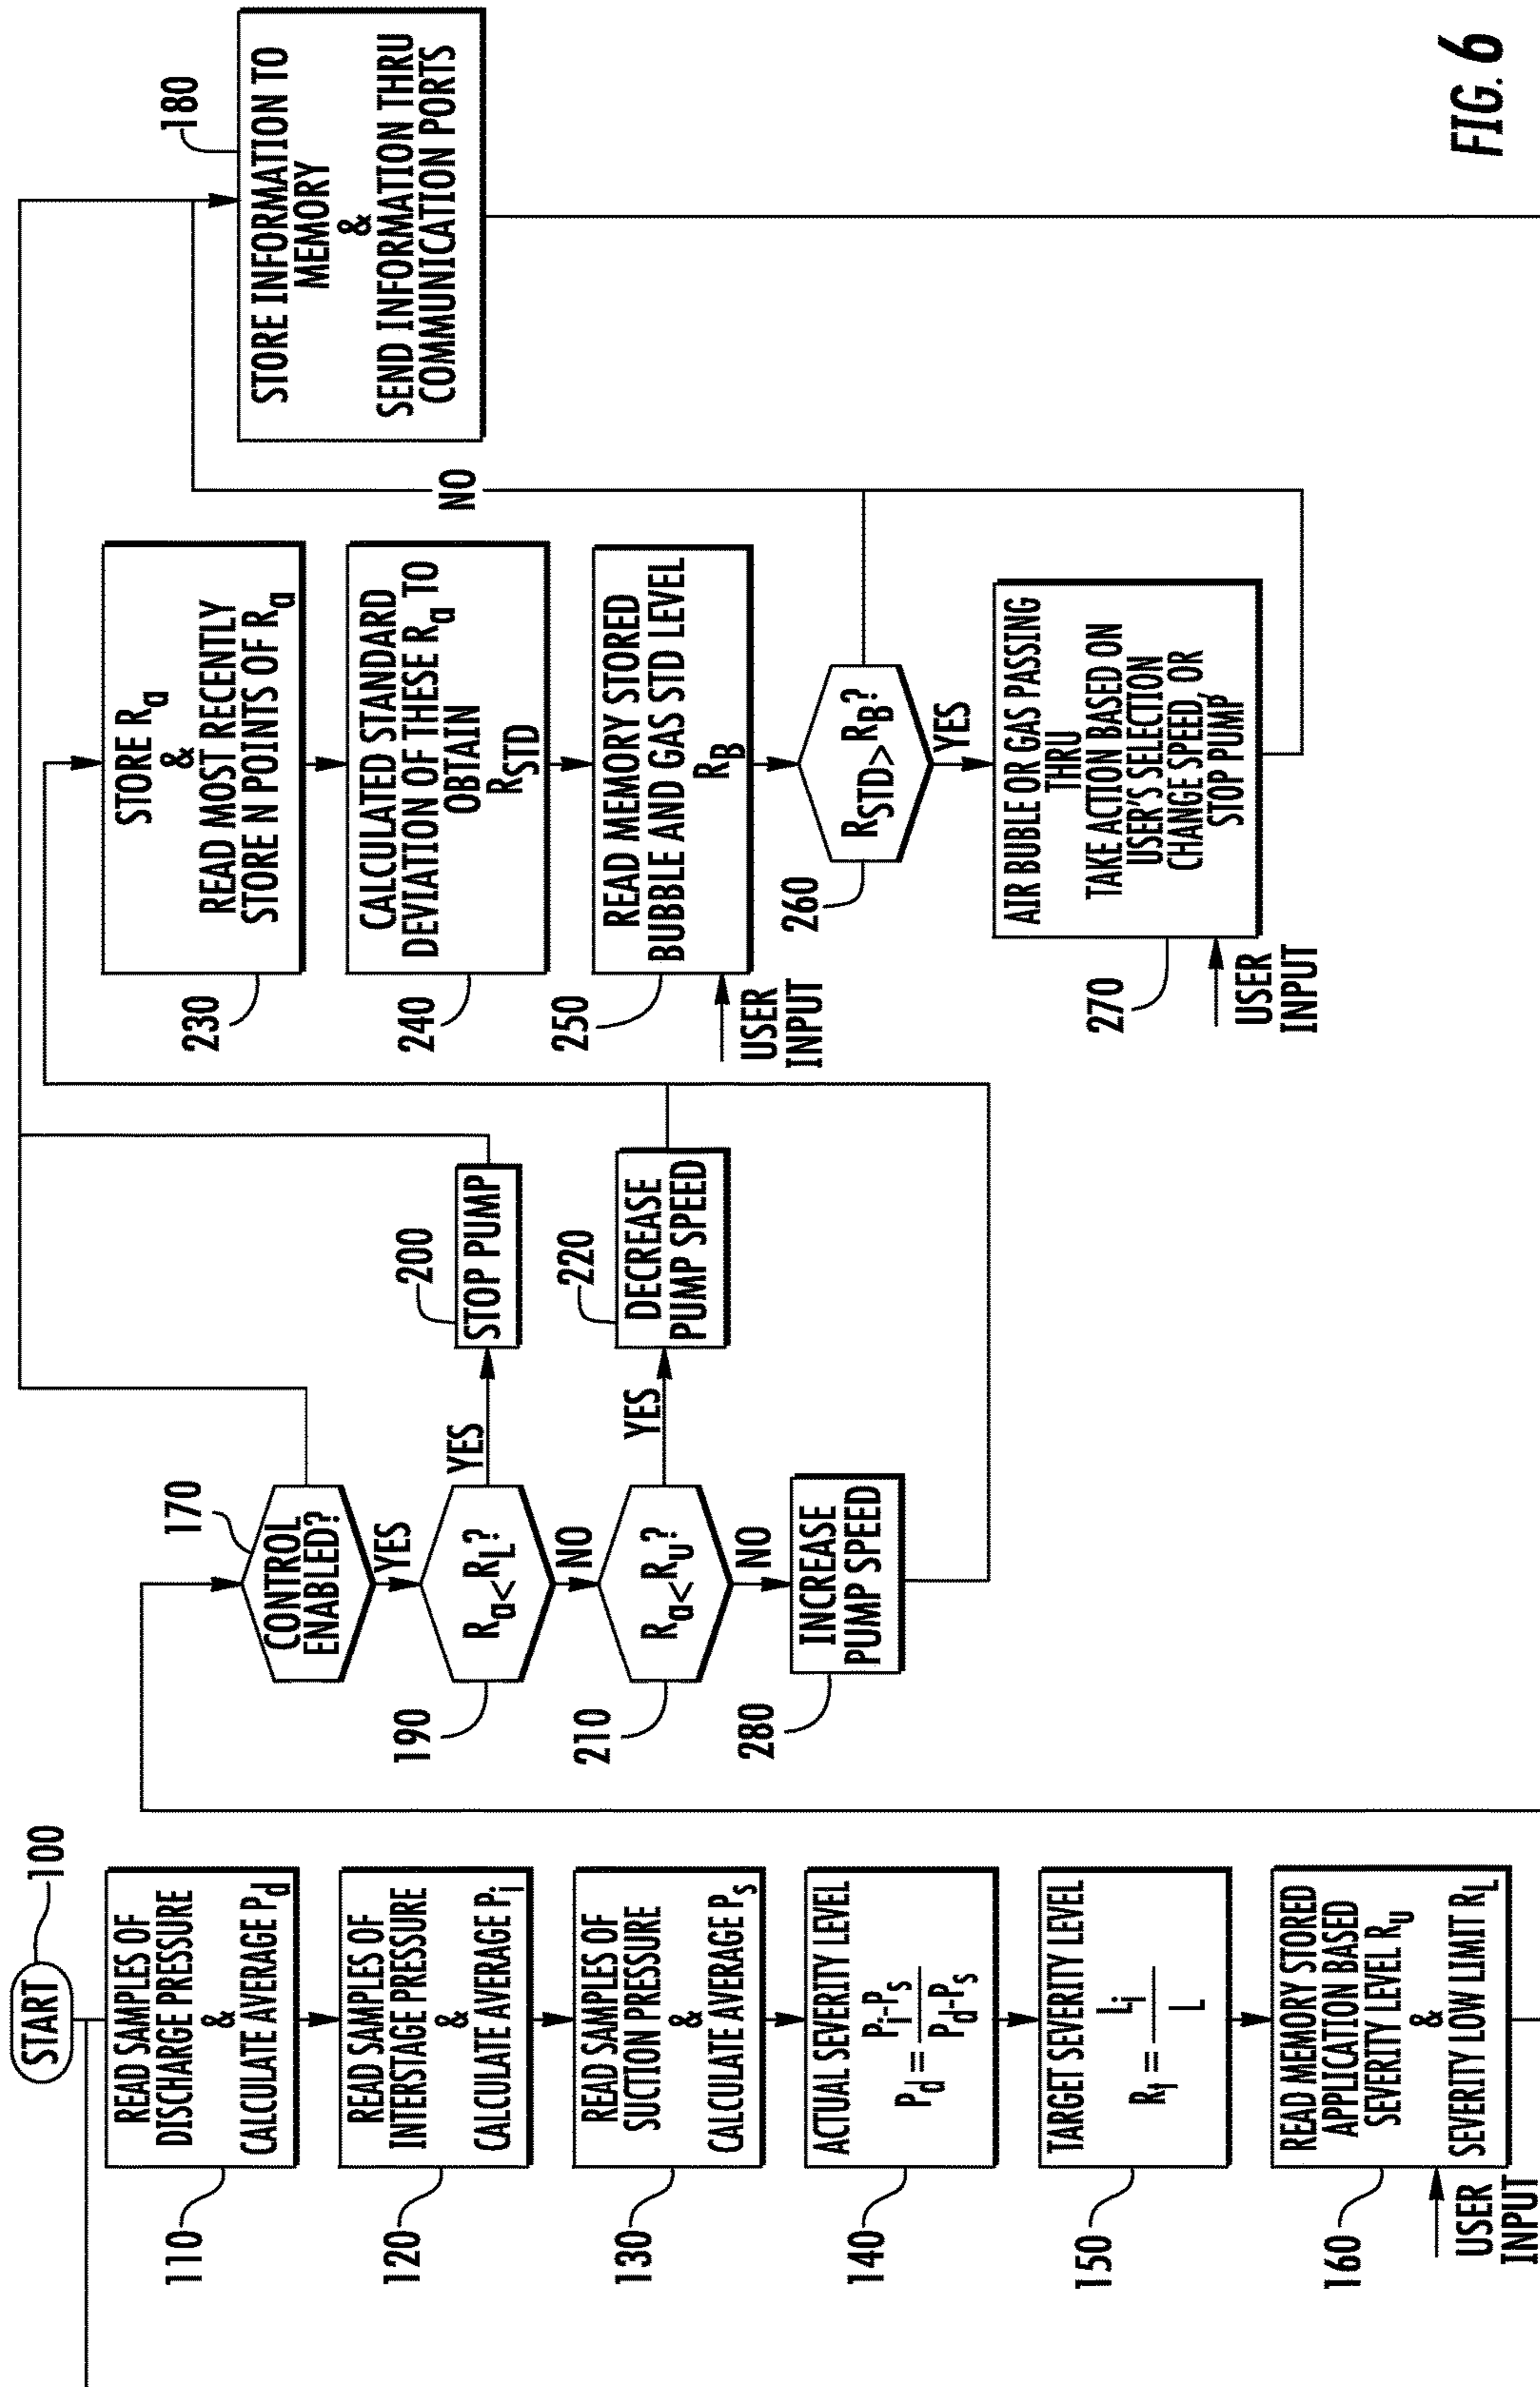 START
100
READ SAMPLES OF
DISCHARGE PRESSURE
&
CALCULATE AVERAGE Pd
110
READ SAMPLES OF
INTERSTAGE PRESSURE
&
CALCULATE AVERAGE Pi
120
READ SAMPLES OF
SUCTION PRESSURE
&
CALCULATE AVERAGE Ps
130
ACTUAL SEVERITY LEVEL
Pd = Pi-Ps / Pd-Ps
140
TARGET SEVERITY LEVEL
Rt = Li / L
150
READ MEMORY STORED
APPLICATION BASED
SEVERITY LEVEL Ru
&
SEVERITY LOW LIMIT RL
160
USER
INPUT
170
CONTROL
ENABLED?
YES
Ra< RL?
190
YES
200
STOP PUMP
NO
Ra< Ru?
210
YES
220
DECREASE
PUMP SPEED
NO
INCREASE
PUMP SPEED
280
STORE Ra
&
READ MOST RECENTLY
STORE N POINTS OF Ra
230
CALCULATED STANDARD
DEVIATION OF THESE Ra TO
OBTAIN
RSTD
240
READ MEMORY STORED
BUBBLE AND GAS STD LEVEL
RB
250
USER
INPUT
RSTD> RB?
260
NO
YES
AIR BUBLE OR GAS PASSING
THRU
TAKE ACTION BASED ON
USER'S SELECTION
CHANGE SPEED, OR
STOP PUMP
270
USER
INPUT
180
STORE INFORMATION TO
MEMORY
&
SEND INFORMATION THRU
COMMUNICATION PORTS
FIG. 6